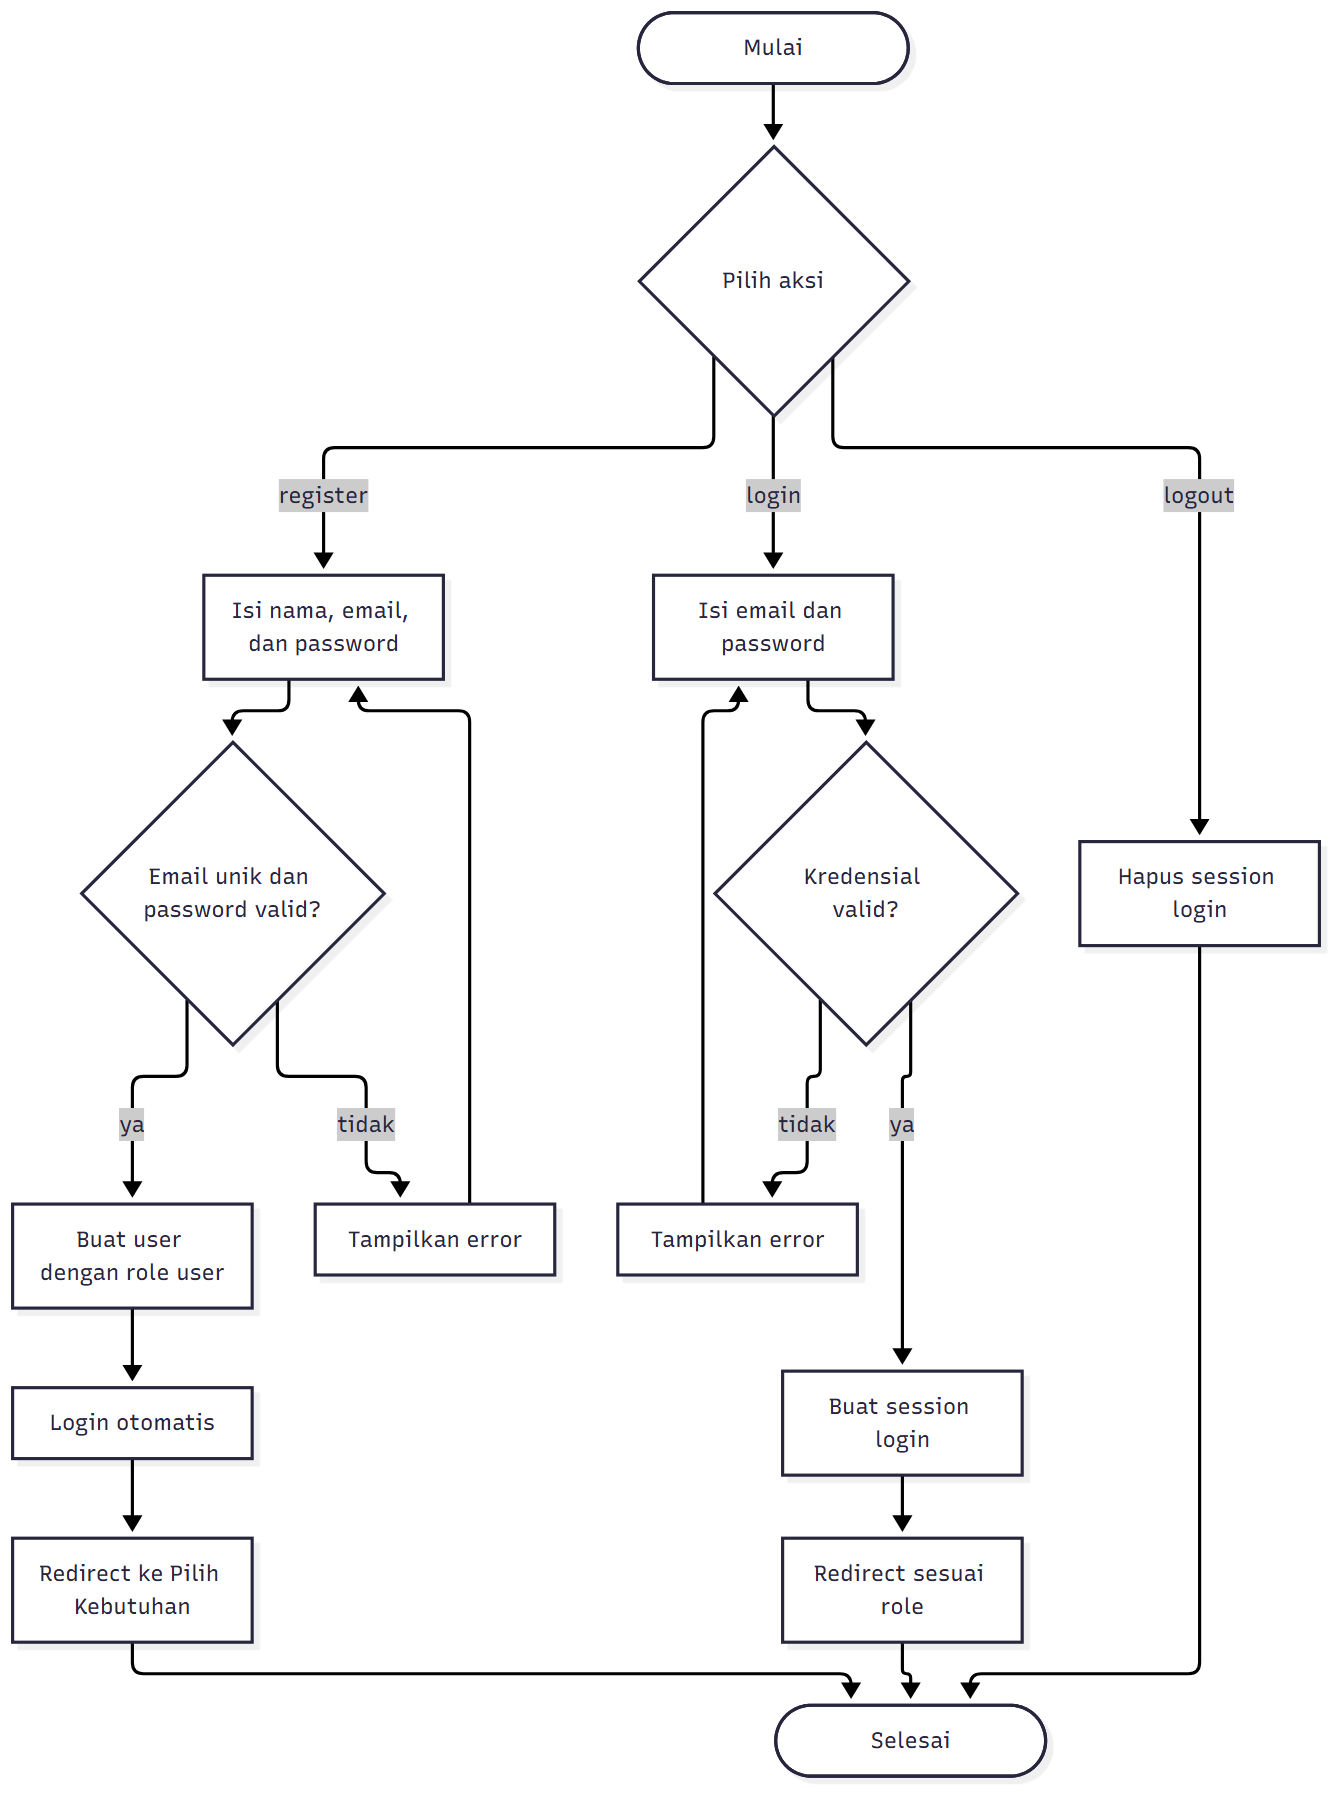 Mulai
Pilih aksi
register
login
logout
Isi nama, email,
dan password
Isi email dan
password
Email unik dan
password valid?
Kredensial
valid?
Hapus session
login
ya
tidak
tidak
ya
Buat user
dengan role user
Tampilkan error
Tampilkan error
Login otomatis
Buat session
login
Redirect ke Pilih
Kebutuhan
Redirect sesuai
role
Selesai